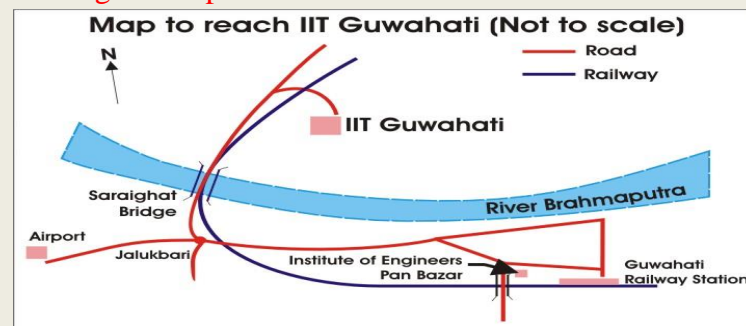 Map to reach IIT Guwahati (Not to scale)
N
Road
Railway
IIT Guwahati
Saraighat
Bridge
River Brahmaputra
Airport
Jalukbari
Institute of Engineers
Pan Bazar
Guwahati
Railway Station